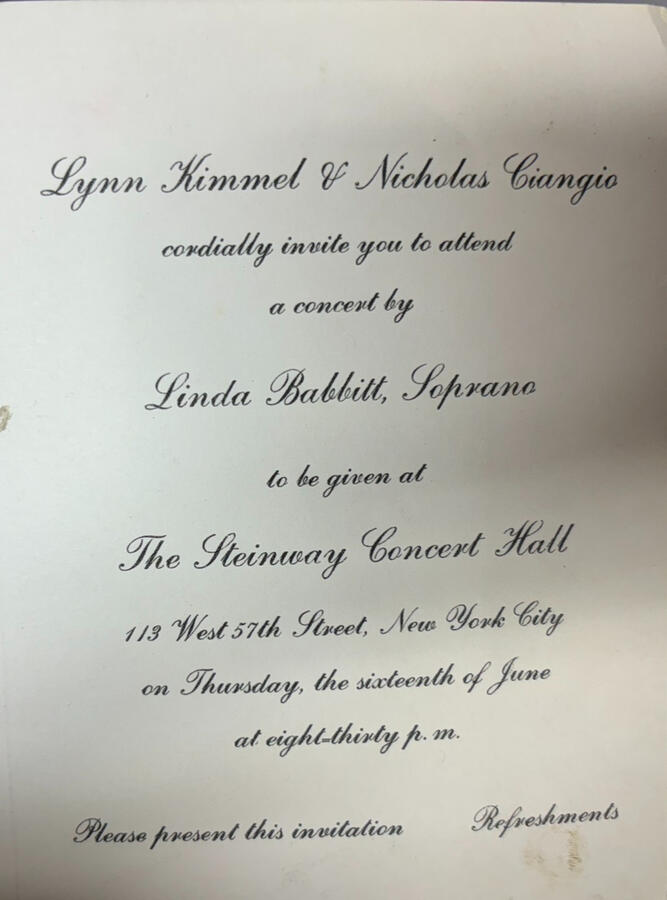 Lynn Kimmel & Nicholas Ciangio
cordially invite you to attend
a concert by
Linda Babbitt, Soprano
to be given at
The Steinway Concert Hall
113 West 57th Street, New York City
on Thursday, the sixteenth of June
at eight-thirty p. m.
Please present this invitation Refreshments